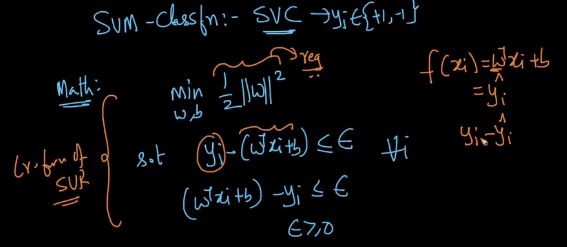 SVM-Classfn:- SVC → yi ∈ {+1, -1}
Math:
min w,b 1/2 ||w||² → reg
f(xi) = wᵀxi + b
= ŷi
s.t yi - (wᵀxi + b) ≤ ϵ ∀i
yi - ŷi
form of SVR
(wᵀxi + b) - yi ≤ ϵ
ϵ ≥ 0